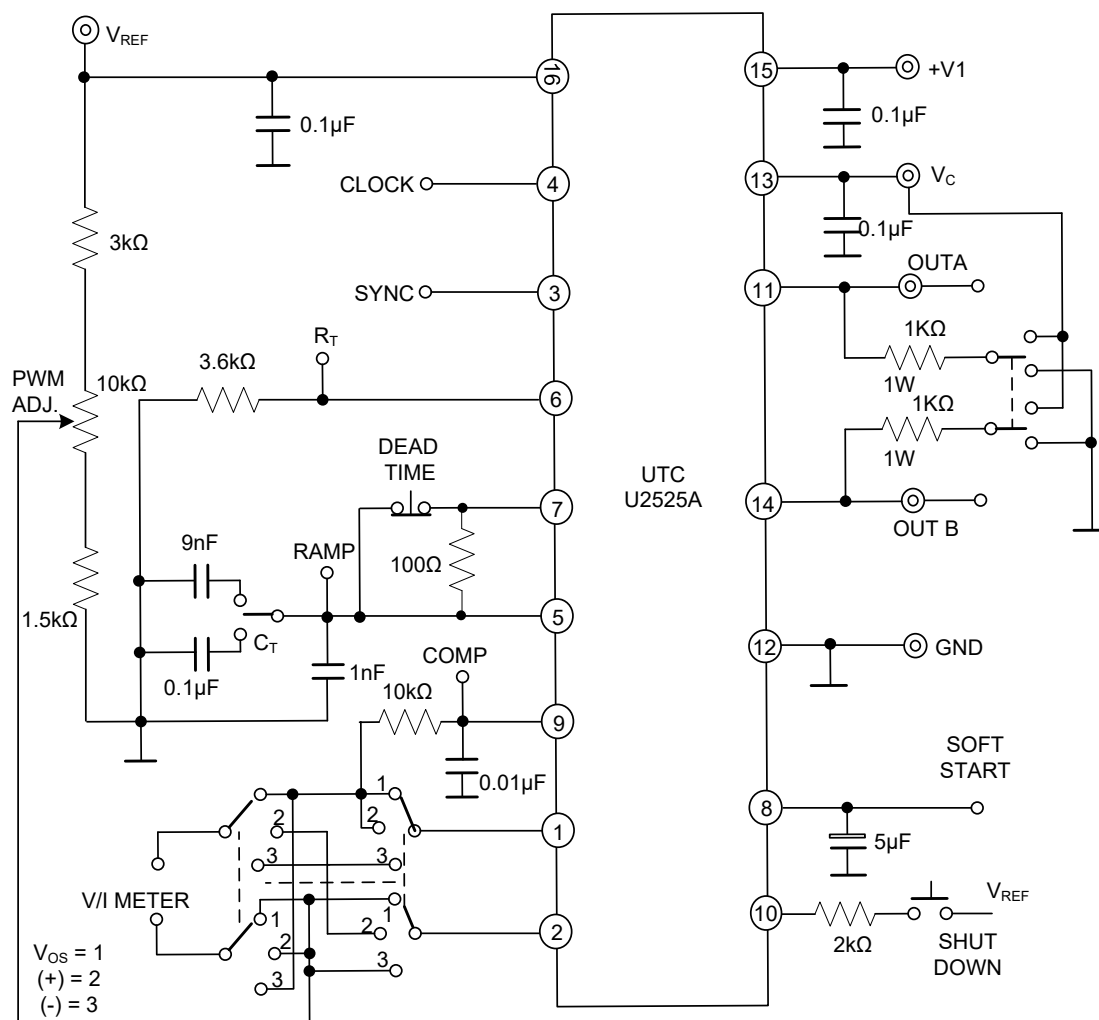 V_REF
16
0.1µF
15
+V1
0.1µF
CLOCK
4
13
V_C
0.1µF
3kΩ
SYNC
3
11
OUTA
R_T
3.6kΩ
6
1KΩ
1W
PWM
ADJ.
10kΩ
1KΩ
1W
DEAD
TIME
7
UTC
U2525A
14
OUT B
9nF
RAMP
100Ω
1.5kΩ
C_T
5
0.1µF
1nF
12
GND
COMP
10kΩ
9
0.01µF
SOFT
START
8
5µF
1
2
2
1
3
3
V/I METER
1
1
2
2
2
3
3
10
2kΩ
V_REF
SHUT
DOWN
V_OS = 1
(+) = 2
(-) = 3